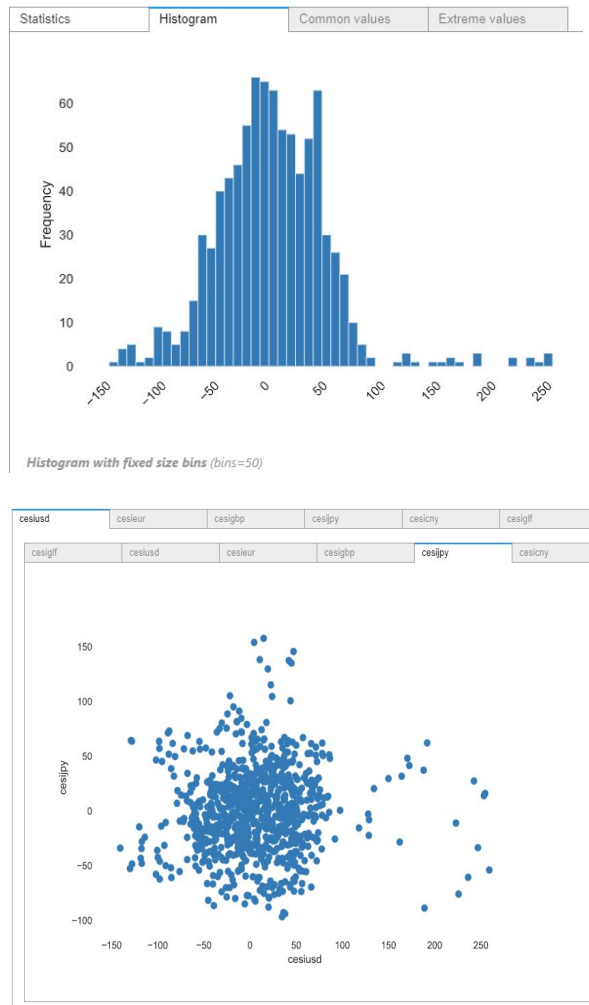 Statistics Histogram Common values Extreme values
60
50
40
30
20
10
0
Frequency
−150 −100 −50 0 50 100 150 200 250
Histogram with fixed size bins (bins=50)
cesiusd cesieur cesigbp cesijpy cesicny cesiglf
cesiglf cesiusd cesieur cesigbp cesijpy cesicny
150
100
50
0
−50
−100
cesijpy
−150 −100 −50 0 50 100 150 200 250
cesiusd